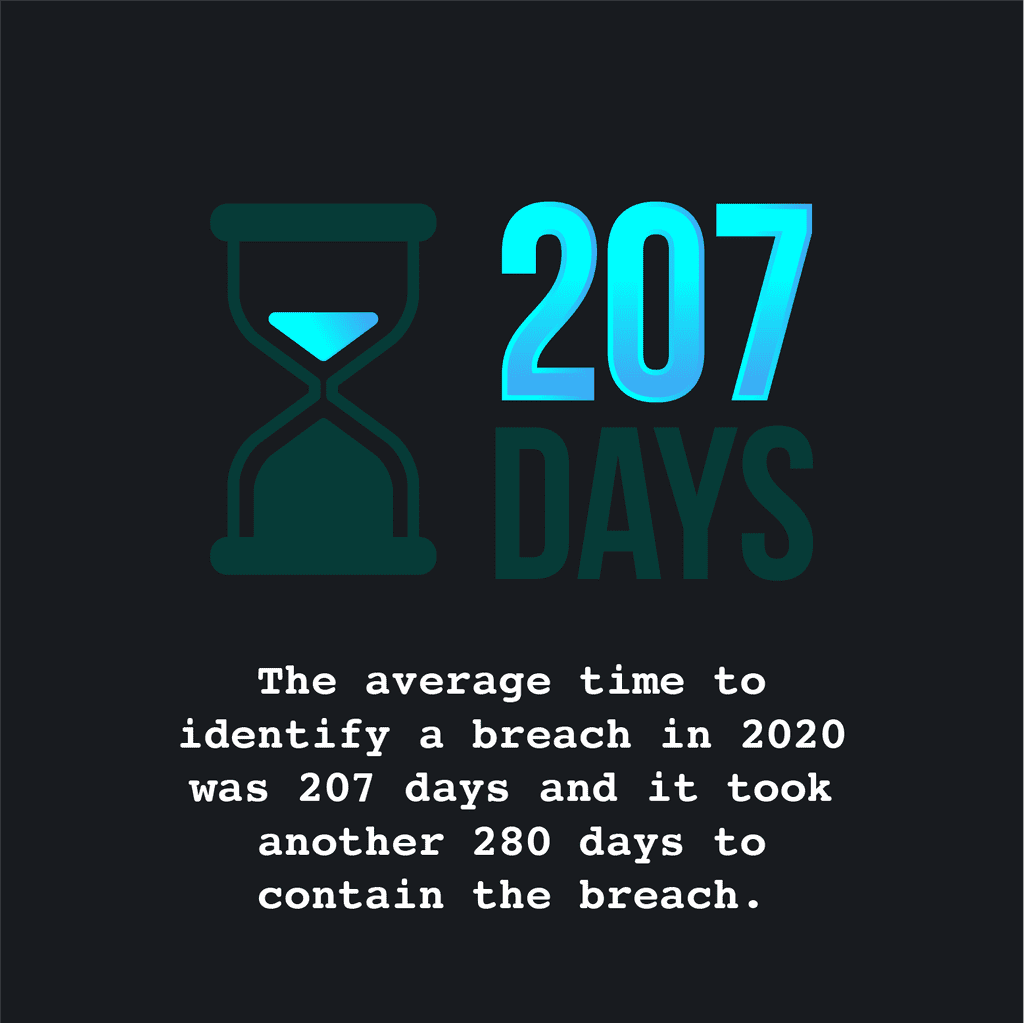 207
DAYS
The average time to
identify a breach in 2020
was 207 days and it took
another 280 days to
contain the breach.